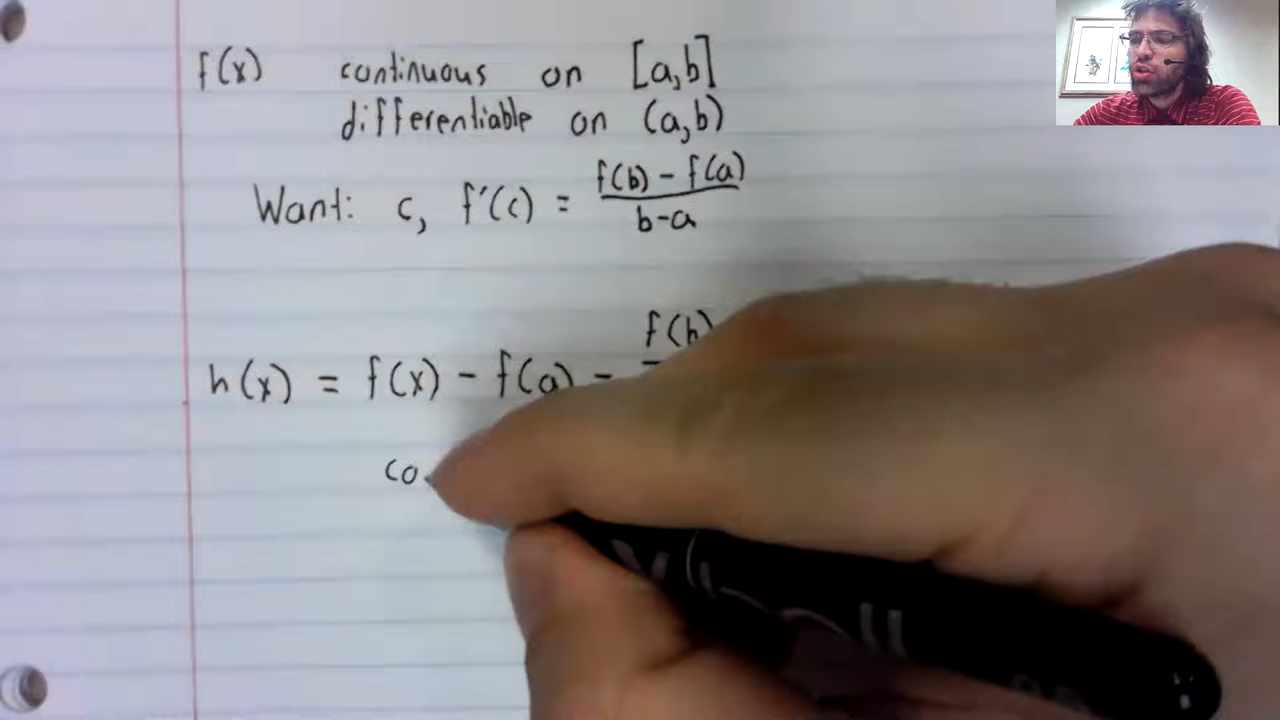 f(x) continuous on [a,b]
differentiable on (a,b)
Want: c, f'(c) = f(b) - f(a) / b-a
h(x) = f(x) - f(a) - f(b)
co